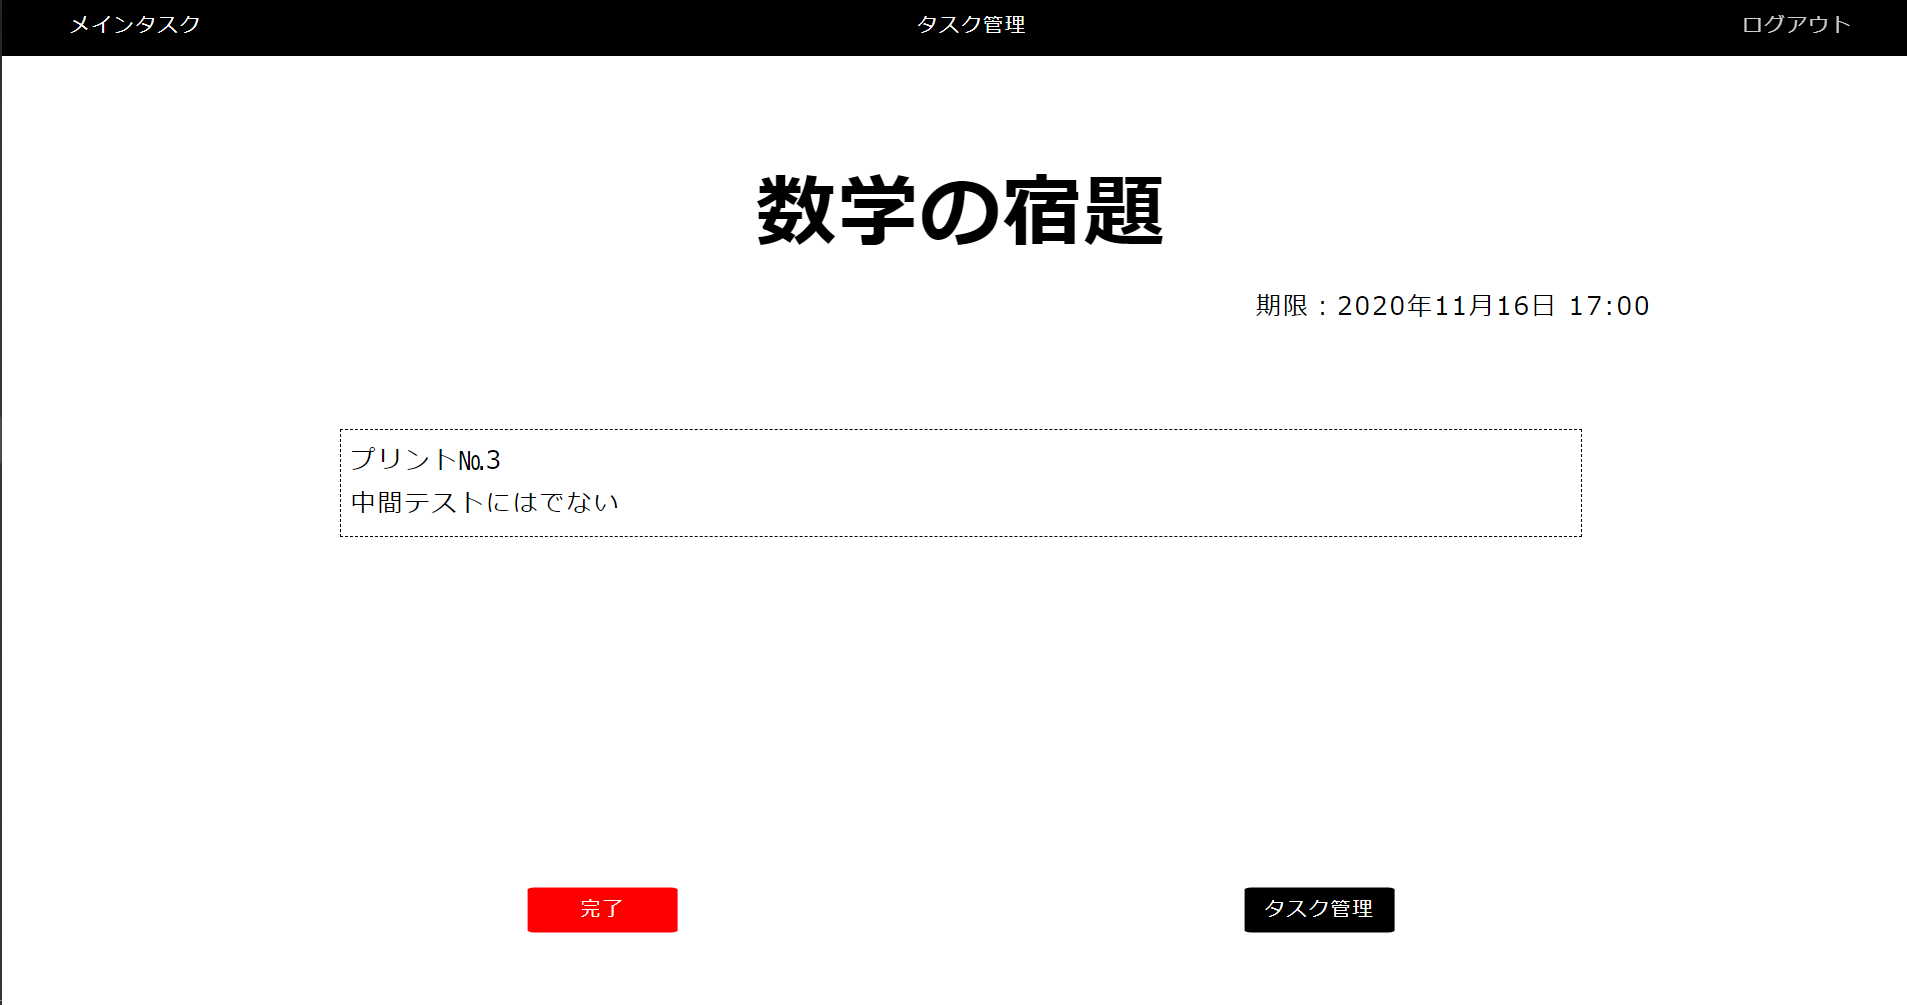 メインタスク
タスク管理
ログアウト
数学の宿題
期限：2020年11月16日 17:00
プリント№3
中間テストにはでない
完了
タスク管理